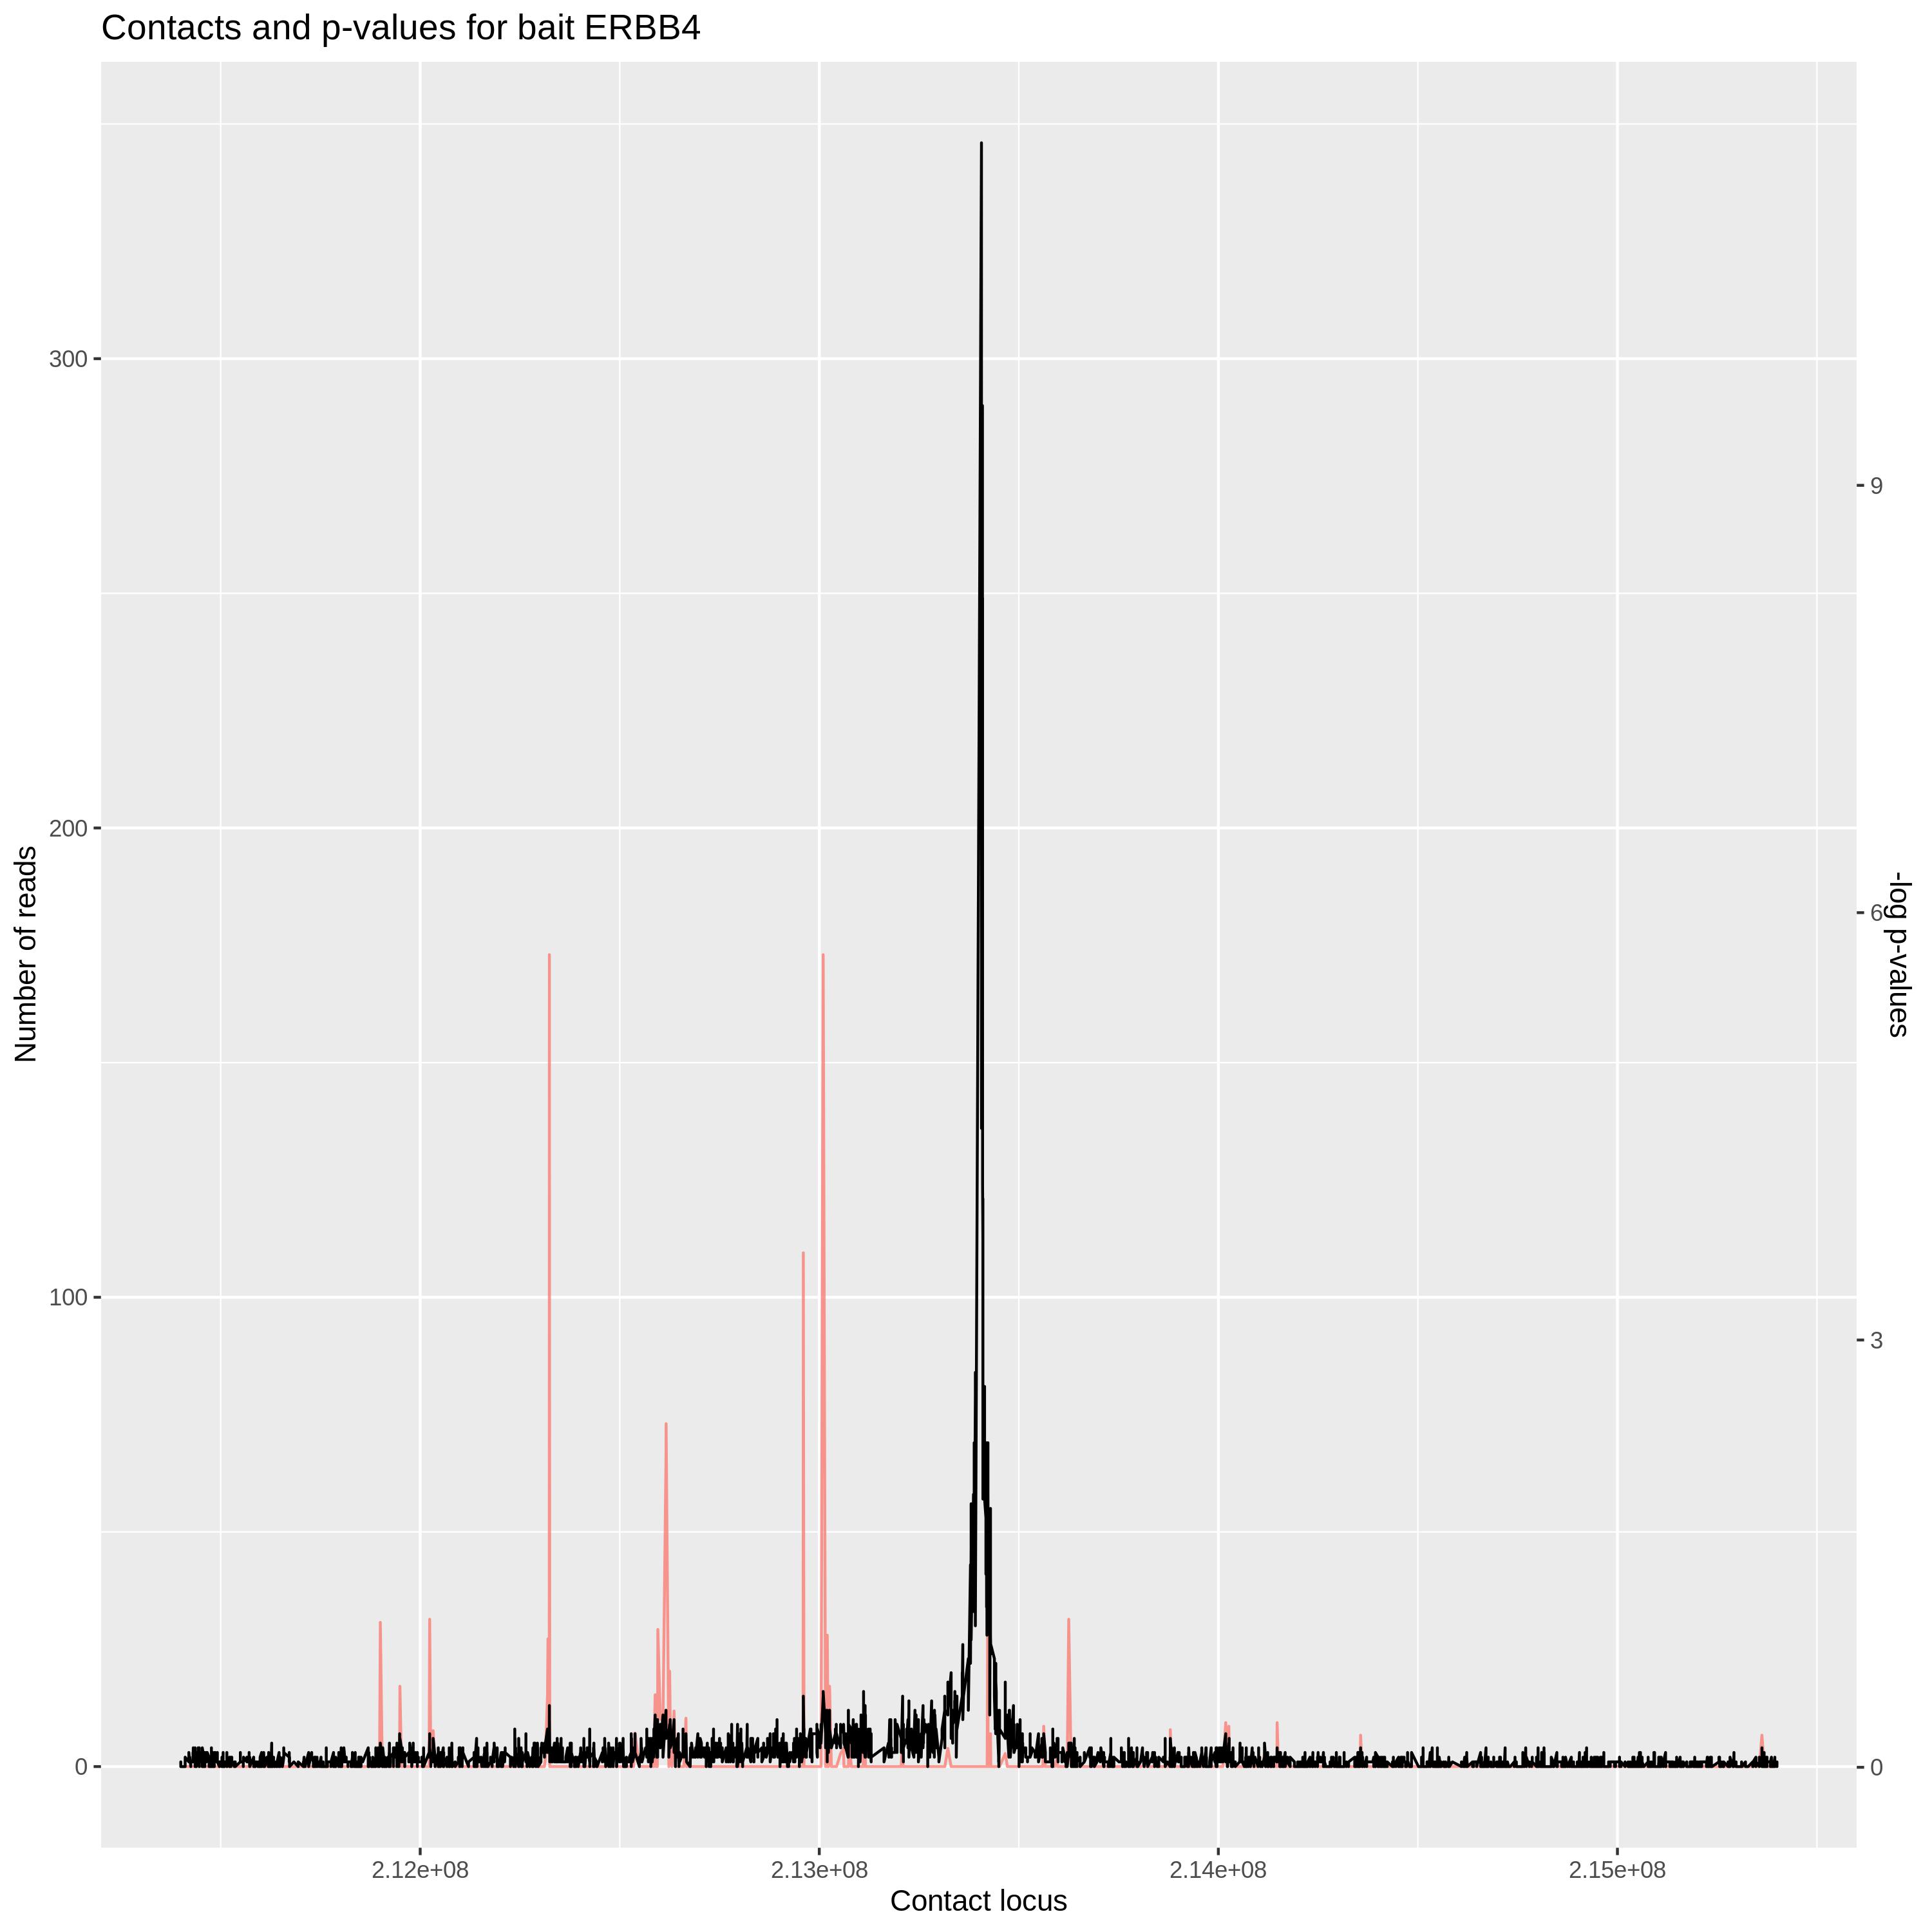 Contacts and p-values for bait ERBB4
300
200
100
0
Number of reads
9
6
3
0
-log p-values
2.12e+08 2.13e+08 2.14e+08 2.15e+08
Contact locus